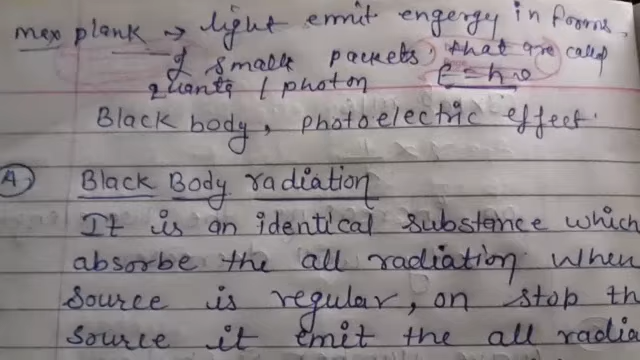 max plank → light emit engergy in forms
of small packets, that are called
quanta / photon E = hυ
Black body, photoelectric effect.
A Black Body radiation
It is an identical substance which
absorbe the all radiation when
source is regular, on stop th
source it emit the all radia